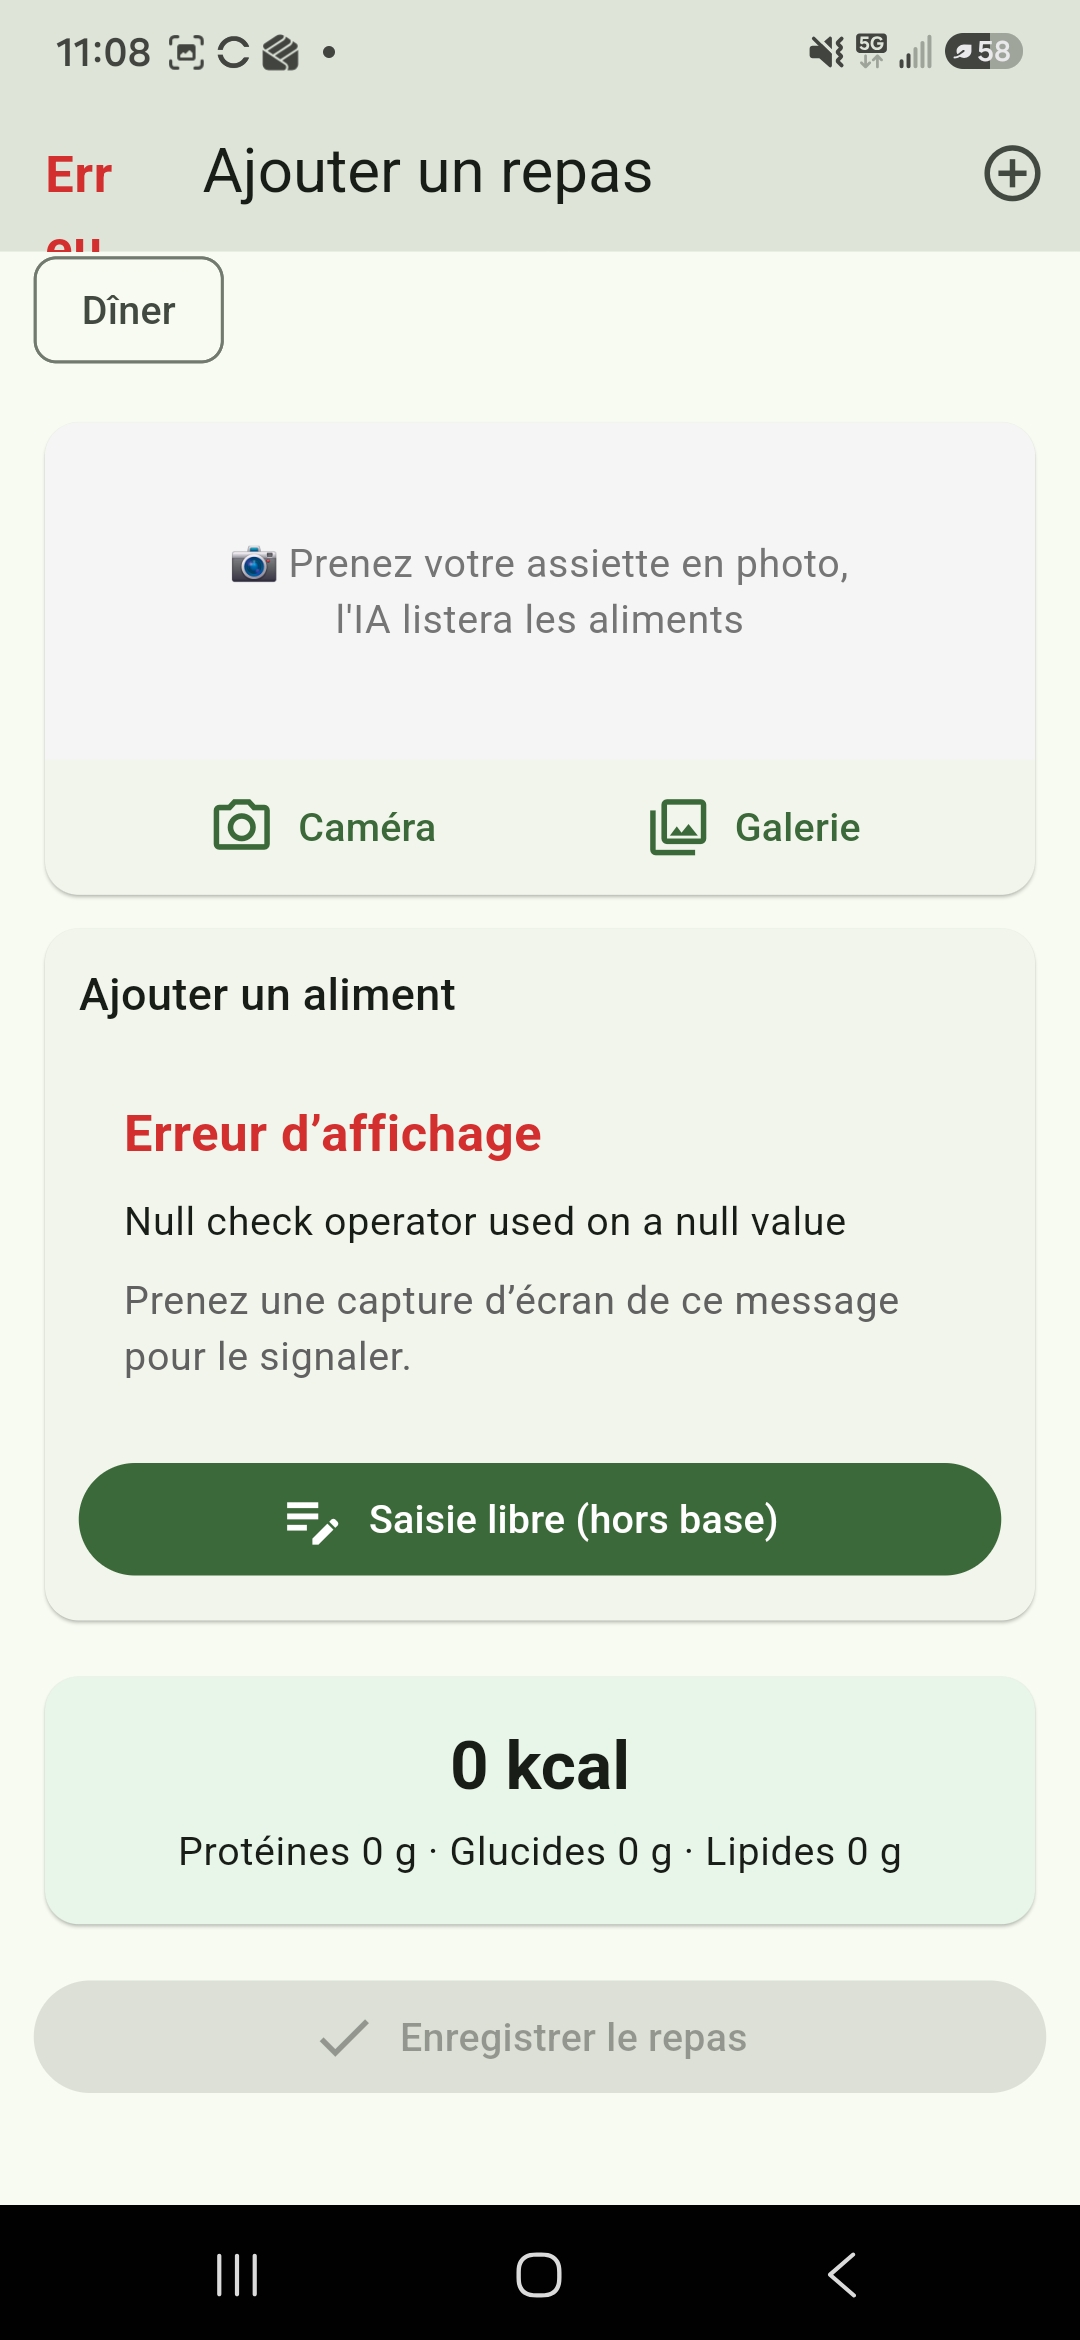 11:08
5G
58
Err
eu
Ajouter un repas
Dîner
📷 Prenez votre assiette en photo,
l'IA listera les aliments
Caméra
Galerie
Ajouter un aliment
Erreur d’affichage
Null check operator used on a null value
Prenez une capture d’écran de ce message
pour le signaler.
Saisie libre (hors base)
0 kcal
Protéines 0 g · Glucides 0 g · Lipides 0 g
Enregistrer le repas